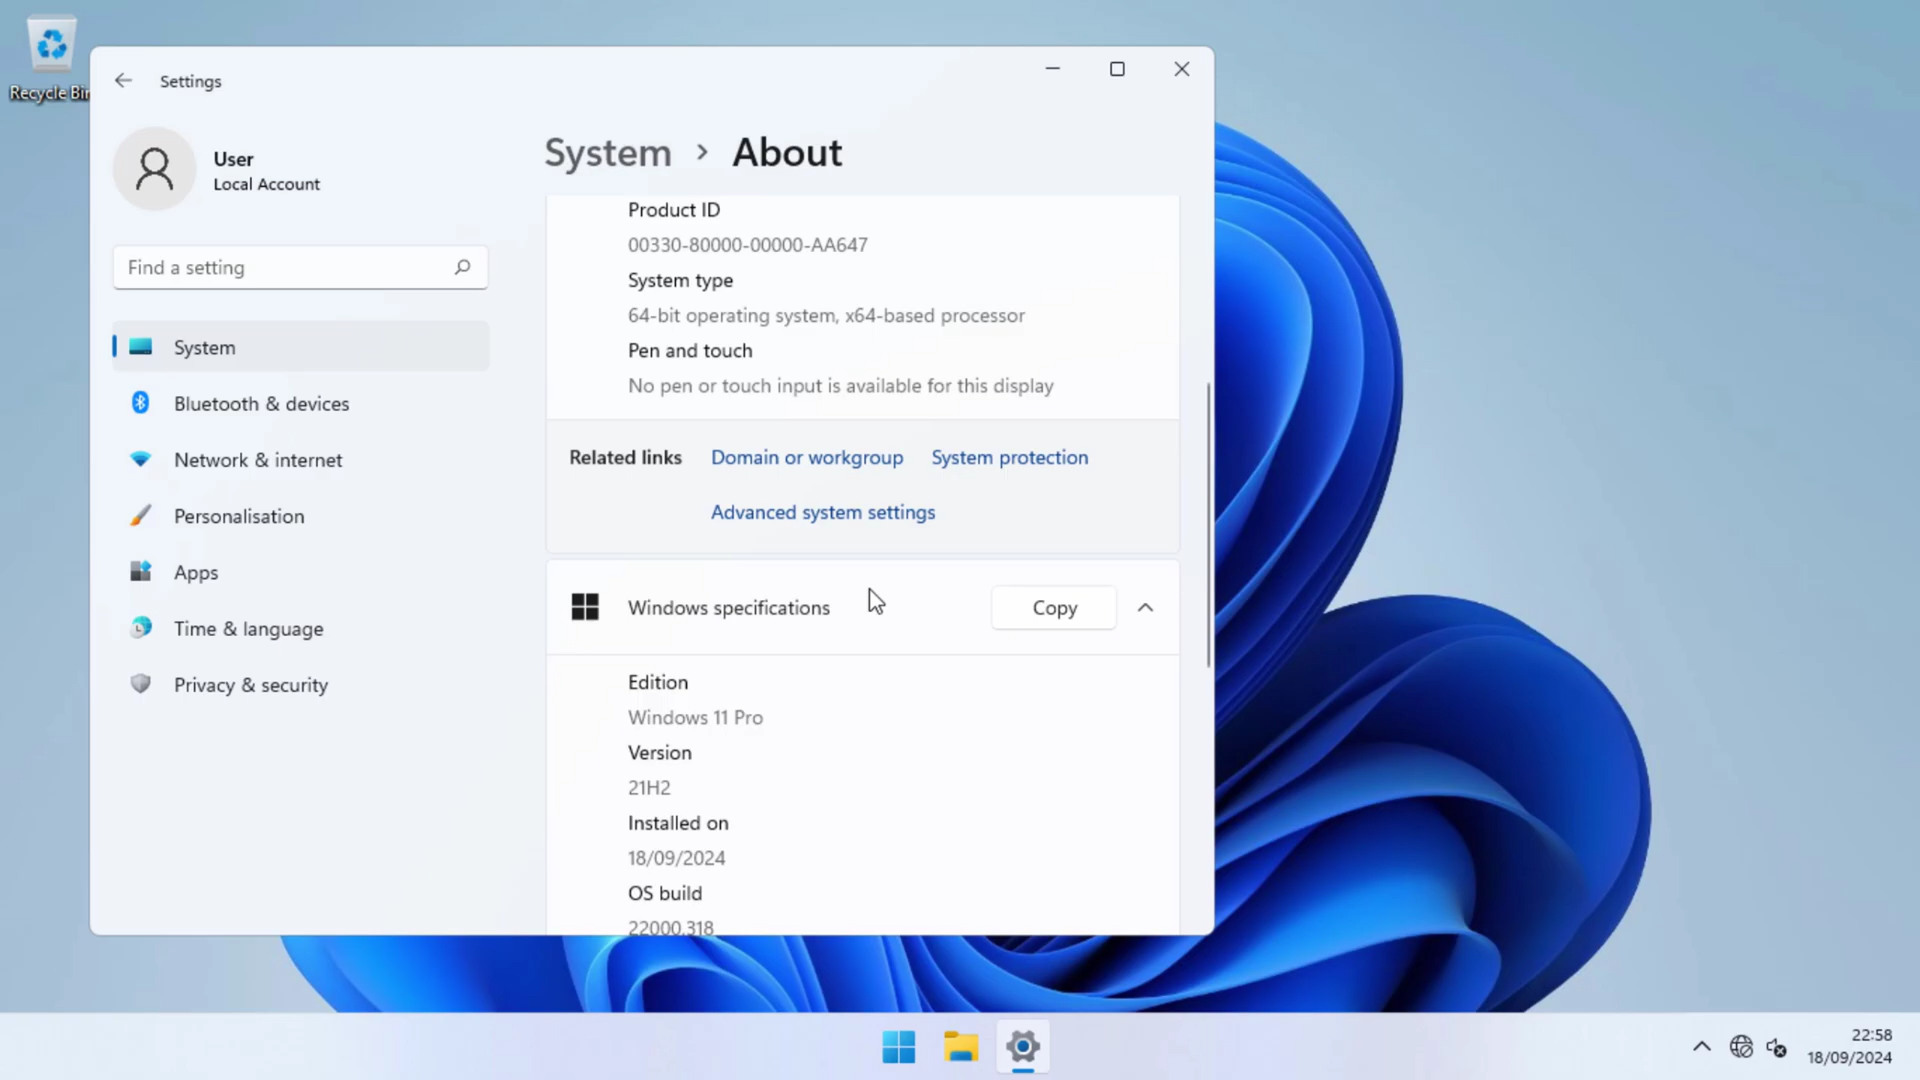 Recycle Bin
Settings
User
Local Account
Find a setting
System
Bluetooth & devices
Network & internet
Personalisation
Apps
Time & language
Privacy & security
System > About
Product ID
00330-80000-00000-AA647
System type
64-bit operating system, x64-based processor
Pen and touch
No pen or touch input is available for this display
Related links Domain or workgroup System protection
Advanced system settings
Windows specifications Copy
Edition
Windows 11 Pro
Version
21H2
Installed on
18/09/2024
OS build
22000.318
22:58
18/09/2024